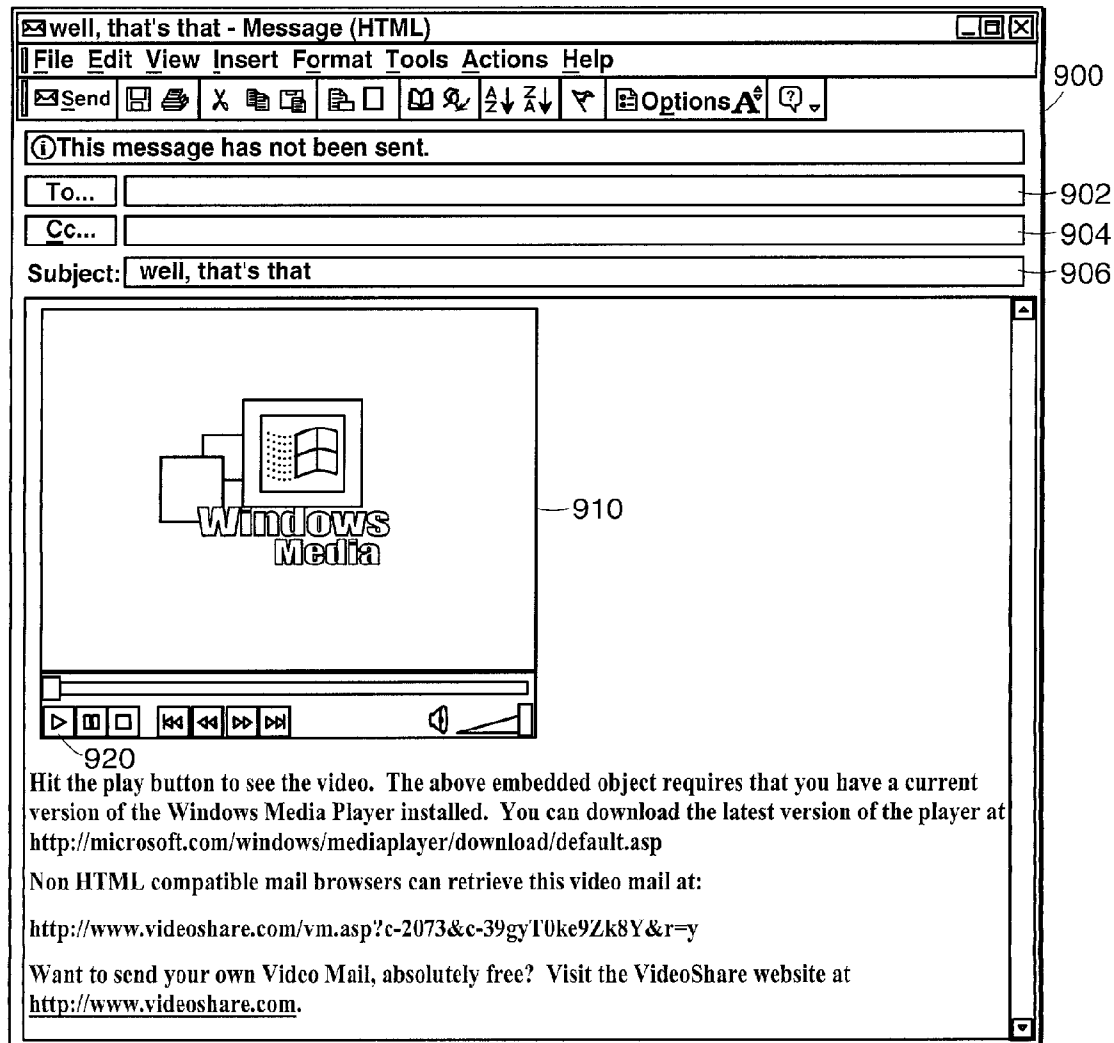 well, that's that - Message (HTML)
File Edit View Insert Format Tools Actions Help
900
Send Options A
This message has not been sent.
To... 902
Cc... 904
Subject: well, that's that 906
Windows
Media
910
920
Hit the play button to see the video. The above embedded object requires that you have a current
version of the Windows Media Player installed. You can download the latest version of the player at
http://microsoft.com/windows/mediaplayer/download/default.asp
Non HTML compatible mail browsers can retrieve this video mail at:
http://www.videoshare.com/vm.asp?c-2073&c-39gyT0ke9Zk8Y&r=y
Want to send your own Video Mail, absolutely free? Visit the VideoShare website at
http://www.videoshare.com.